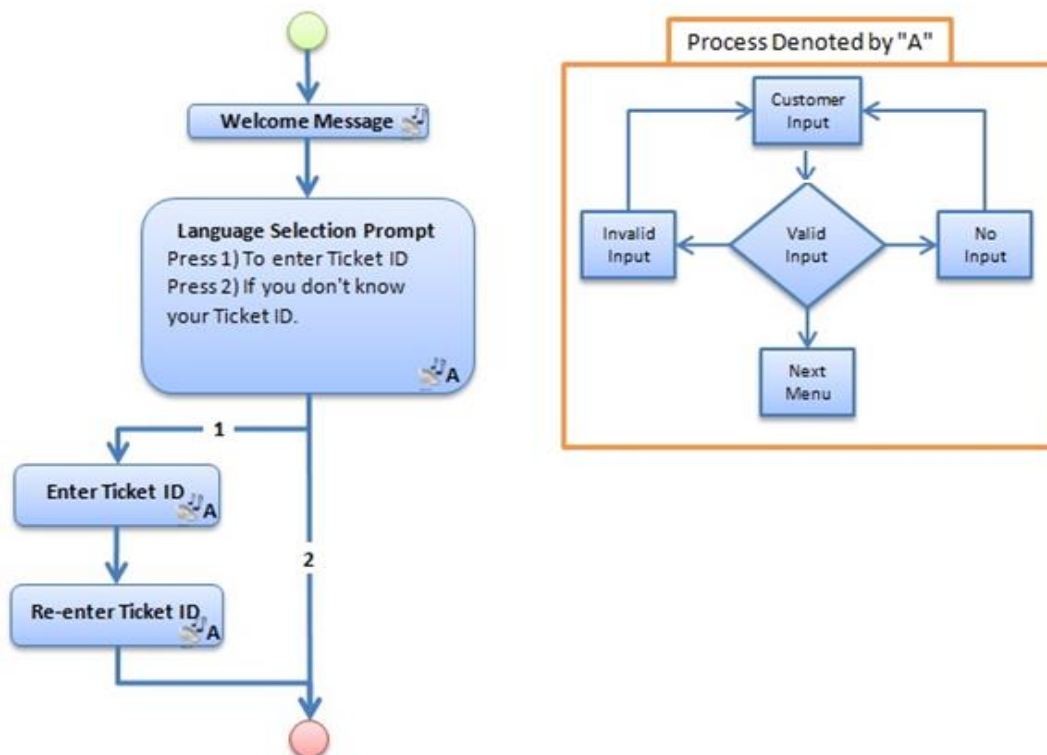 Welcome Message
Language Selection Prompt
Press 1) To enter Ticket ID
Press 2) If you don't know
your Ticket ID.
A
1
Enter Ticket ID
A
2
Re-enter Ticket ID
A
Process Denoted by "A"
Customer
Input
Invalid
Input
Valid
Input
No
Input
Next
Menu